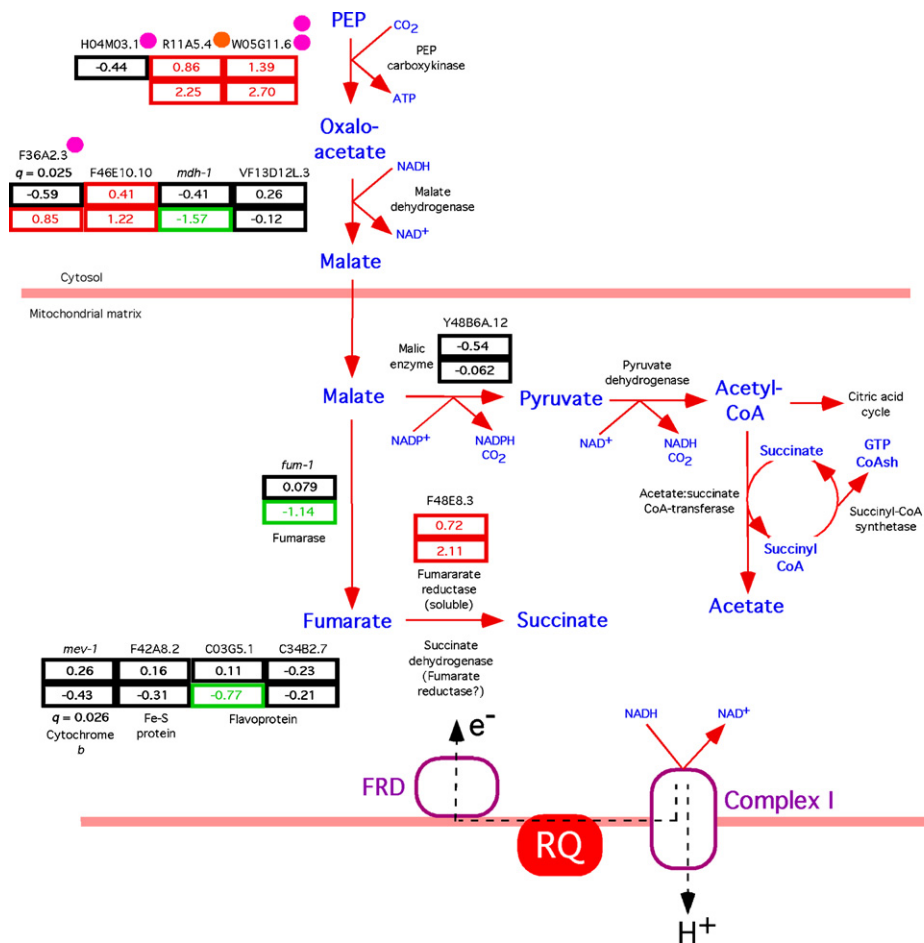 PEP
CO2
H04M03.1 R11A5.4 W05G11.6
-0.44 0.86 1.39
2.25 2.70
PEP
carboxykinase
ATP
Oxalo-
acetate
F36A2.3
q = 0.025 F46E10.10 mdh-1 VF13D12L.3
-0.59 0.41 -0.41 0.26
0.85 1.22 -1.57 -0.12
NADH
Malate
dehydrogenase
NAD+
Malate
Cytosol
Mitochondrial matrix
Y48B6A.12
-0.54
-0.062
Malic
enzyme
Malate
NADP+
NADPH
CO2
Pyruvate
Pyruvate
dehydrogenase
NAD+
NADH
CO2
Acetyl-
CoA
Citric acid
cycle
Succinate
GTP
CoAsh
Acetate:succinate
CoA-transferase
Succinyl-CoA
synthetase
Succinyl
CoA
Acetate
fum-1
0.079
-1.14
Fumarase
F48E8.3
0.72
2.11
Fumararate
reductase
(soluble)
Fumarate
Succinate
Succinate
dehydrogenase
(Fumarate
reductase?)
mev-1 F42A8.2 C03G5.1 C34B2.7
0.26 0.16 0.11 -0.23
-0.43 -0.31 -0.77 -0.21
q = 0.026
Cytochrome
b
Fe-S
protein
Flavoprotein
e-
NADH
NAD+
FRD
Complex I
RQ
H+